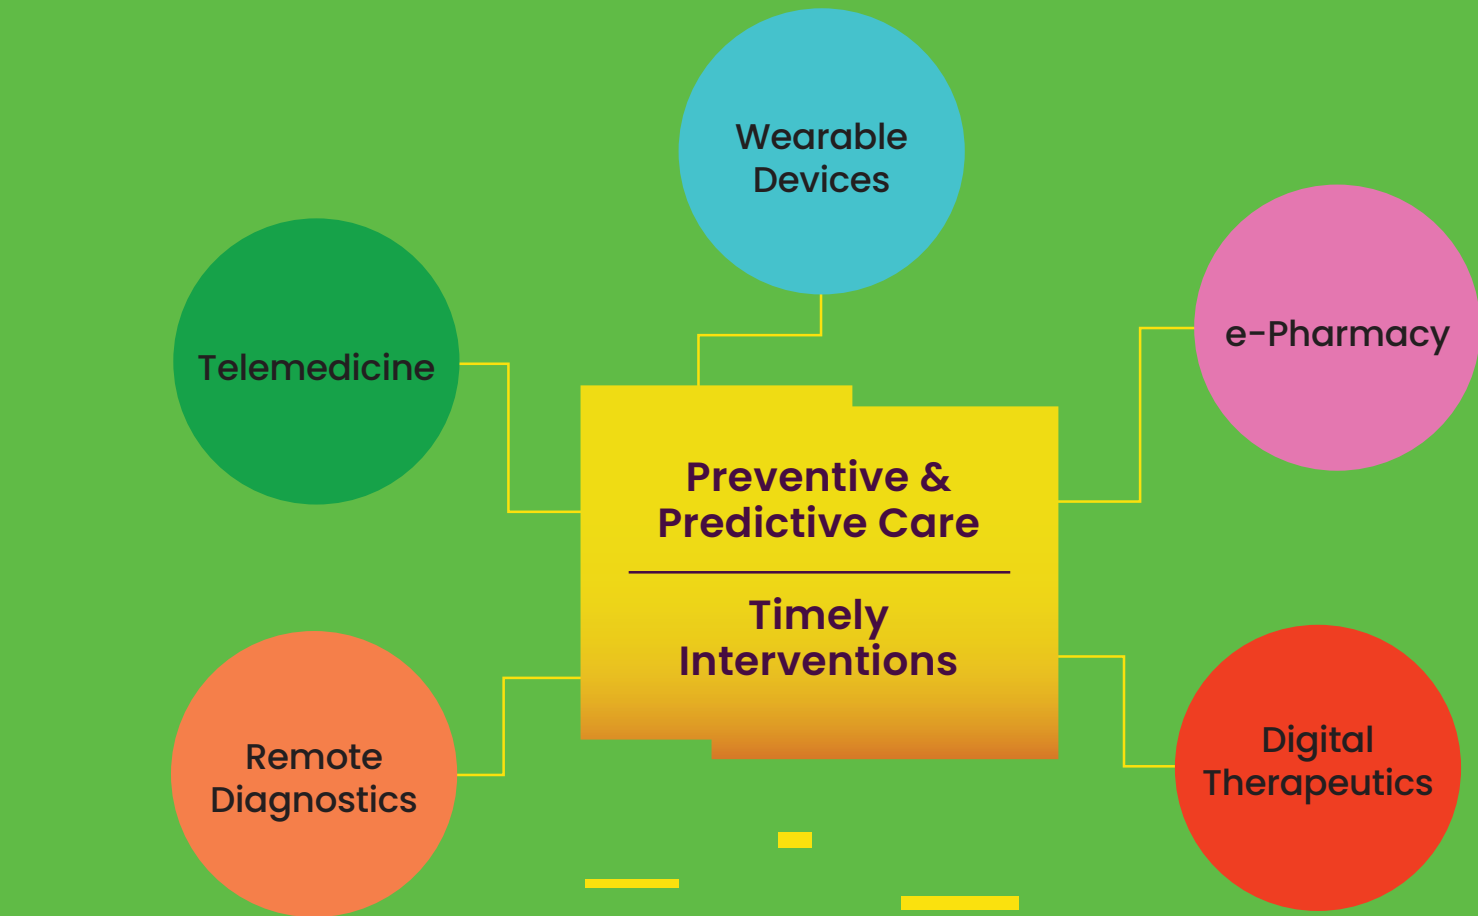 Wearable
Devices
Telemedicine
e-Pharmacy
Preventive &
Predictive Care
Timely
Interventions
Remote
Diagnostics
Digital
Therapeutics